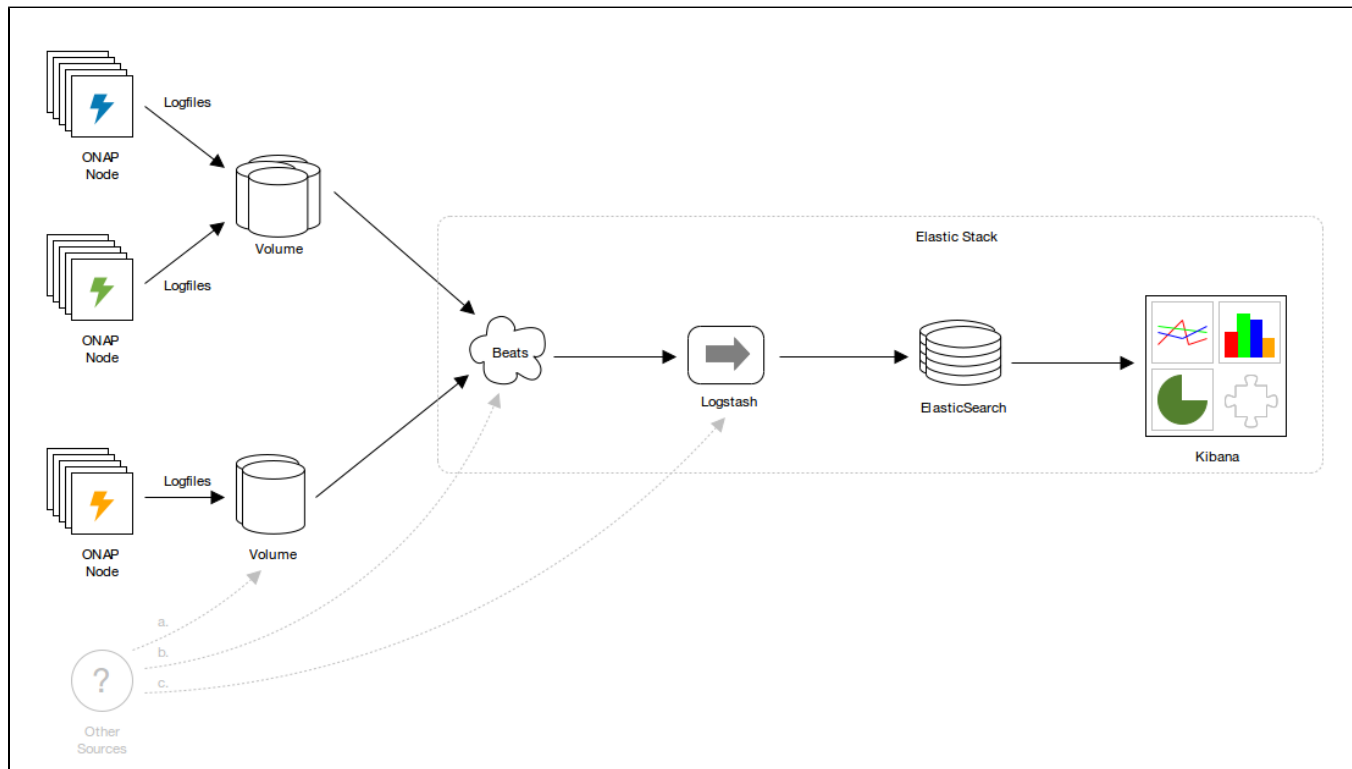 Logfiles
ONAP
Node
Volume
Logfiles
ONAP
Node
Elastic Stack
Beats
Logstash
ElasticSearch
Kibana
Logfiles
ONAP
Node
Volume
a.
b.
c.
?
Other
Sources